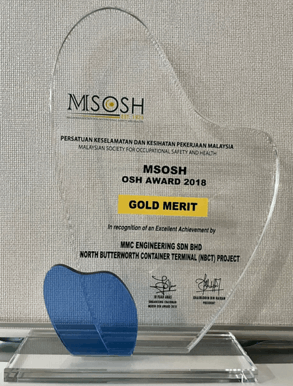 MSOSH
PERSATUAN KESELAMATAN DAN KESIHATAN PEKERJAAN MALAYSIA
MALAYSIAN SOCIETY FOR OCCUPATIONAL SAFETY AND HEALTH
MSOSH
OSH AWARD 2018
GOLD MERIT
In recognition of an Excellent Achievement by
MMC ENGINEERING SDN BHD
NORTH BUTTERWORTH CONTAINER TERMINAL (NBCT) PROJECT
PRESIDENT